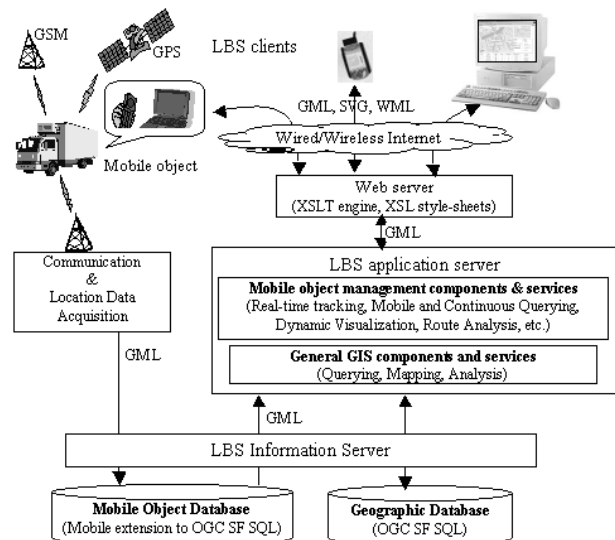 GSM
GPS
LBS clients
GML, SVG, WML
Wired/Wireless Internet
Mobile object
Web server
(XSLT engine, XSL style-sheets)
GML
Communication
&
Location Data
Acquisition
LBS application server
Mobile object management components & services
(Real-time tracking, Mobile and Continuous Querying,
Dynamic Visualization, Route Analysis, etc.)
General GIS components and services
(Querying, Mapping, Analysis)
GML
GML
LBS Information Server
Mobile Object Database
(Mobile extension to OGC SF SQL)
Geographic Database
(OGC SF SQL)